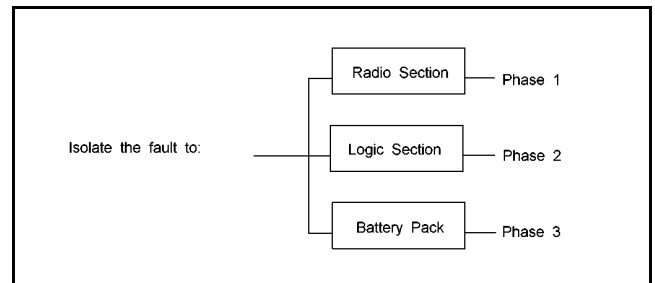 Radio Section
Phase 1
Isolate the fault to:
Logic Section
Phase 2
Battery Pack
Phase 3